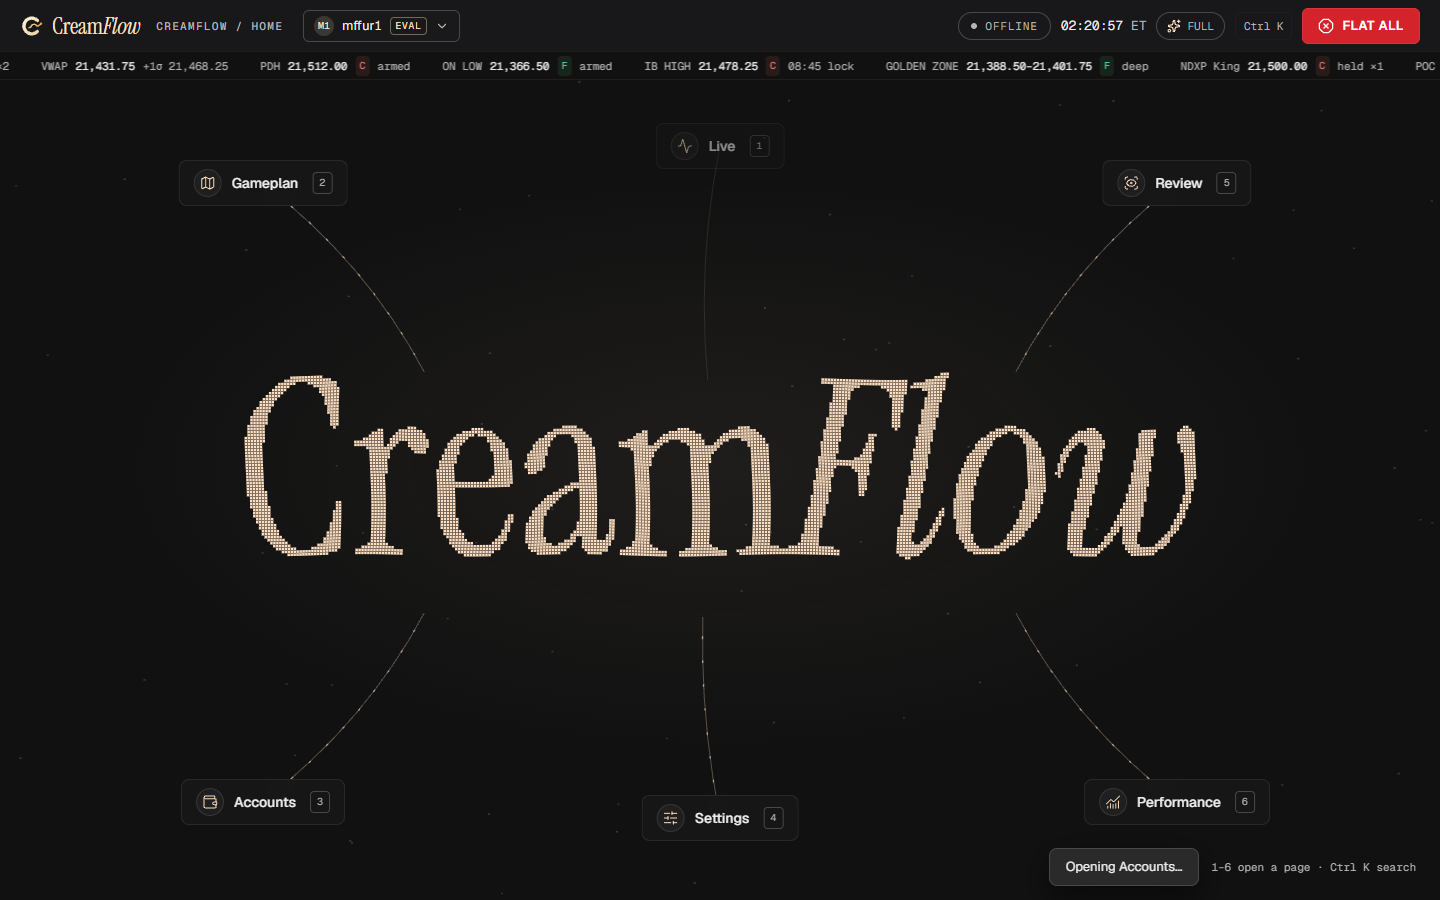 CreamFlow CREAMFLOW / HOME M1 mffur1 EVAL OFFLINE 02:20:57 ET FULL Ctrl K FLAT ALL
×2 VWAP 21,431.75 +1σ 21,468.25 PDH 21,512.00 C armed ON LOW 21,366.50 F armed IB HIGH 21,478.25 C 08:45 lock GOLDEN ZONE 21,388.50–21,401.75 F deep NDXP King 21,500.00 C held ×1 POC
Live 1
Gameplan 2
Review 5
CreamFlow
Accounts 3
Performance 6
Settings 4
Opening Accounts… 1–6 open a page · Ctrl K search